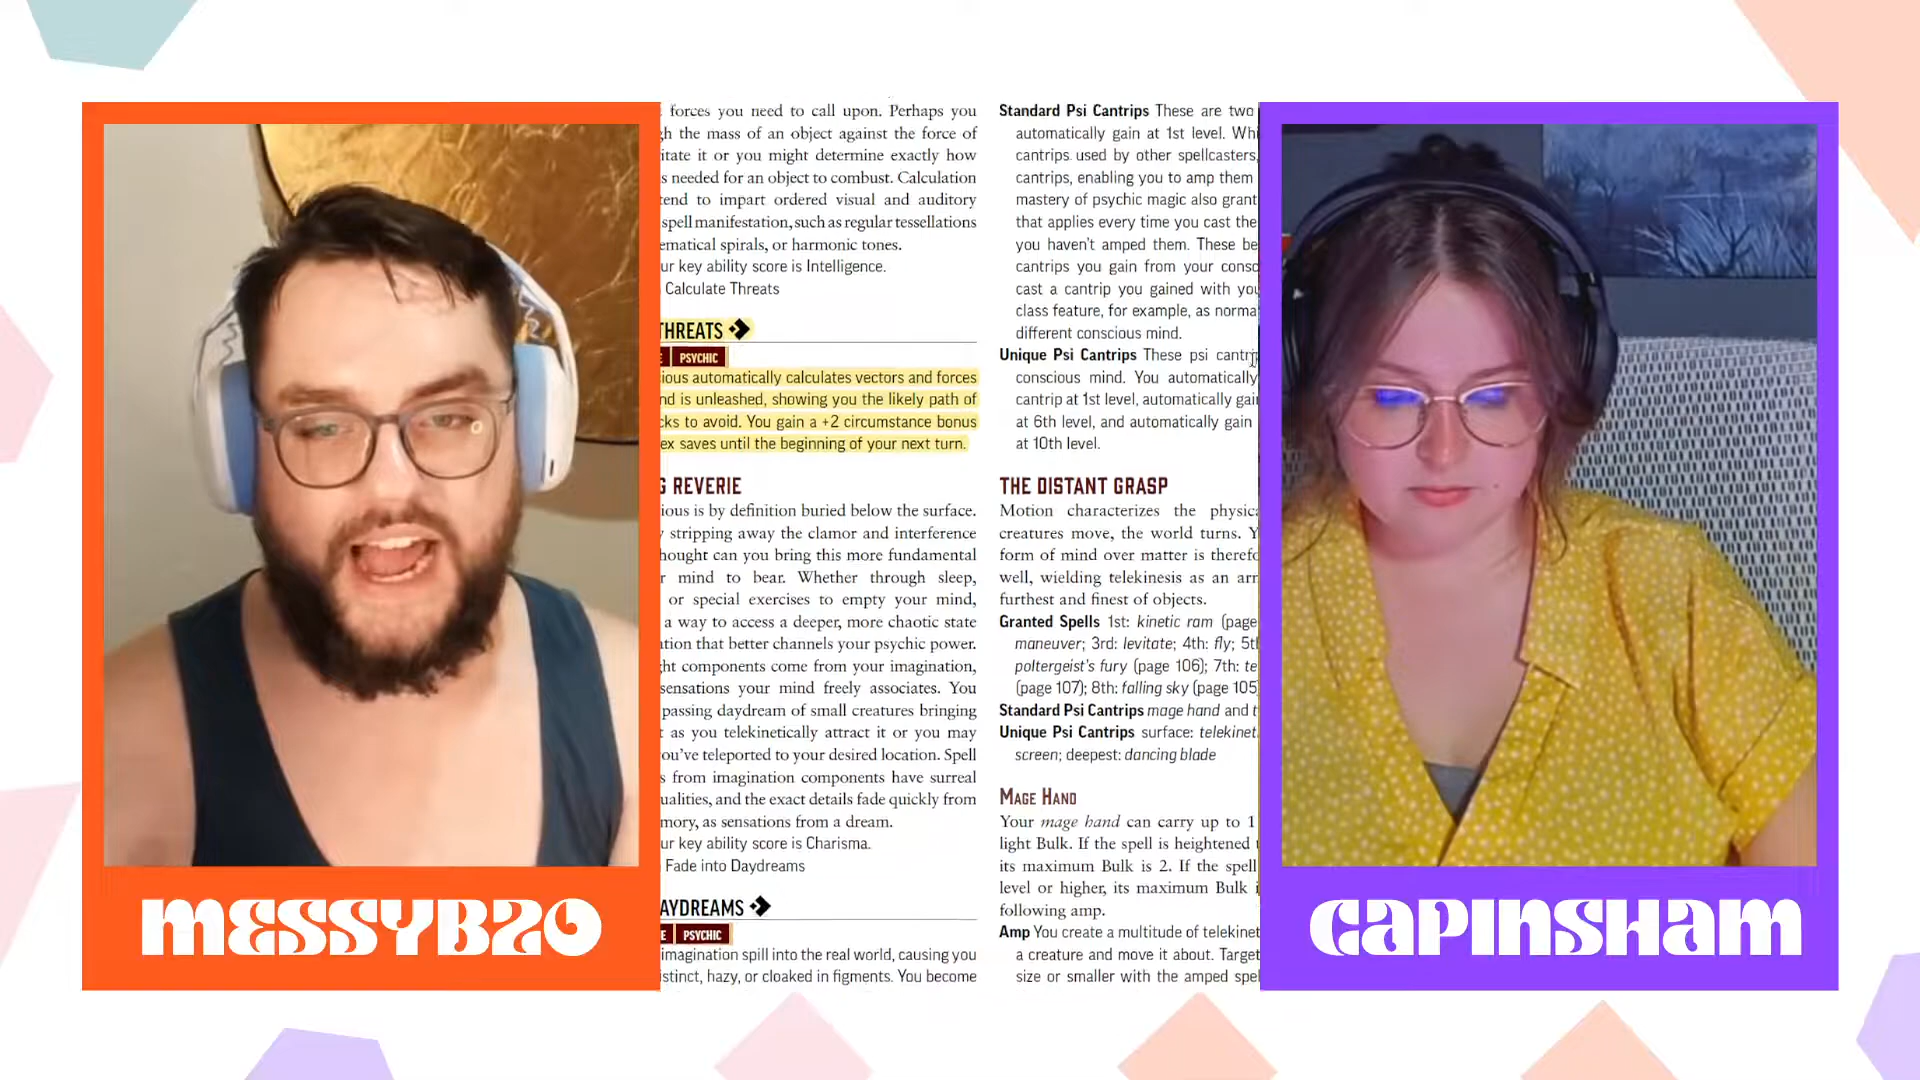 forces you need to call upon. Perhaps you
the mass of an object against the force of
itate it or you might determine exactly how
s needed for an object to combust. Calculation
tend to impart ordered visual and auditory
spell manifestation, such as regular tessellations
ematical spirals, or harmonic tones.
ur key ability score is Intelligence.
Calculate Threats
THREATS
PSYCHIC
ious automatically calculates vectors and forces
nd is unleashed, showing you the likely path of
cks to avoid. You gain a +2 circumstance bonus
ex saves until the beginning of your next turn.
G REVERIE
ious is by definition buried below the surface.
stripping away the clamor and interference
hought can you bring this more fundamental
r mind to bear. Whether through sleep,
or special exercises to empty your mind,
a way to access a deeper, more chaotic state
tion that better channels your psychic power.
ht components come from your imagination,
sensations your mind freely associates. You
passing daydream of small creatures bringing
t as you telekinetically attract it or you may
ou've teleported to your desired location. Spell
s from imagination components have surreal
ualities, and the exact details fade quickly from
mory, as sensations from a dream.
ur key ability score is Charisma.
Fade into Daydreams
AYDREAMS
E PSYCHIC
imagination spill into the real world, causing you
istinct, hazy, or cloaked in figments. You become
Standard Psi Cantrips These are two
automatically gain at 1st level. Whi
cantrips used by other spellcasters,
cantrips, enabling you to amp them
mastery of psychic magic also grant
that applies every time you cast the
you haven't amped them. These be
cantrips you gain from your consc
cast a cantrip you gained with you
class feature, for example, as norma
different conscious mind.
Unique Psi Cantrips These psi cantrip
conscious mind. You automatically
cantrip at 1st level, automatically gai
at 6th level, and automatically gain
at 10th level.
THE DISTANT GRASP
Motion characterizes the physica
creatures move, the world turns. Y
form of mind over matter is therefo
well, wielding telekinesis as an arm
furthest and finest of objects.
Granted Spells 1st: kinetic ram (page
maneuver; 3rd: levitate; 4th: fly; 5th
poltergeist's fury (page 106); 7th: te
(page 107); 8th: falling sky (page 105)
Standard Psi Cantrips mage hand and t
Unique Psi Cantrips surface: telekinet
screen; deepest: dancing blade
MAGE HAND
Your mage hand can carry up to 1
light Bulk. If the spell is heightened
its maximum Bulk is 2. If the spell
level or higher, its maximum Bulk i
following amp.
Amp You create a multitude of telekinet
a creature and move it about. Target
size or smaller with the amped spel
MESSYB20
CAPINSHAM